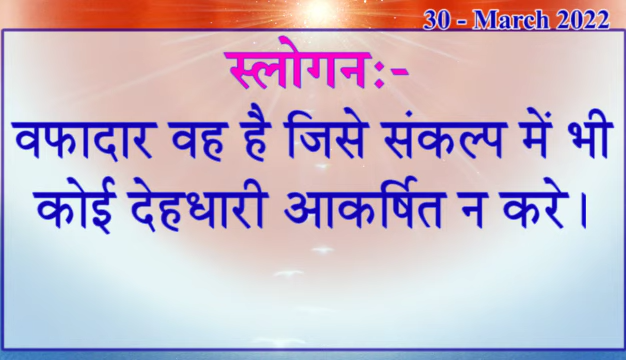 30 - March 2022
स्लोगनः-
वफादार वह है जिसे संकल्प में भी
कोई देहधारी आकर्षित न करे।